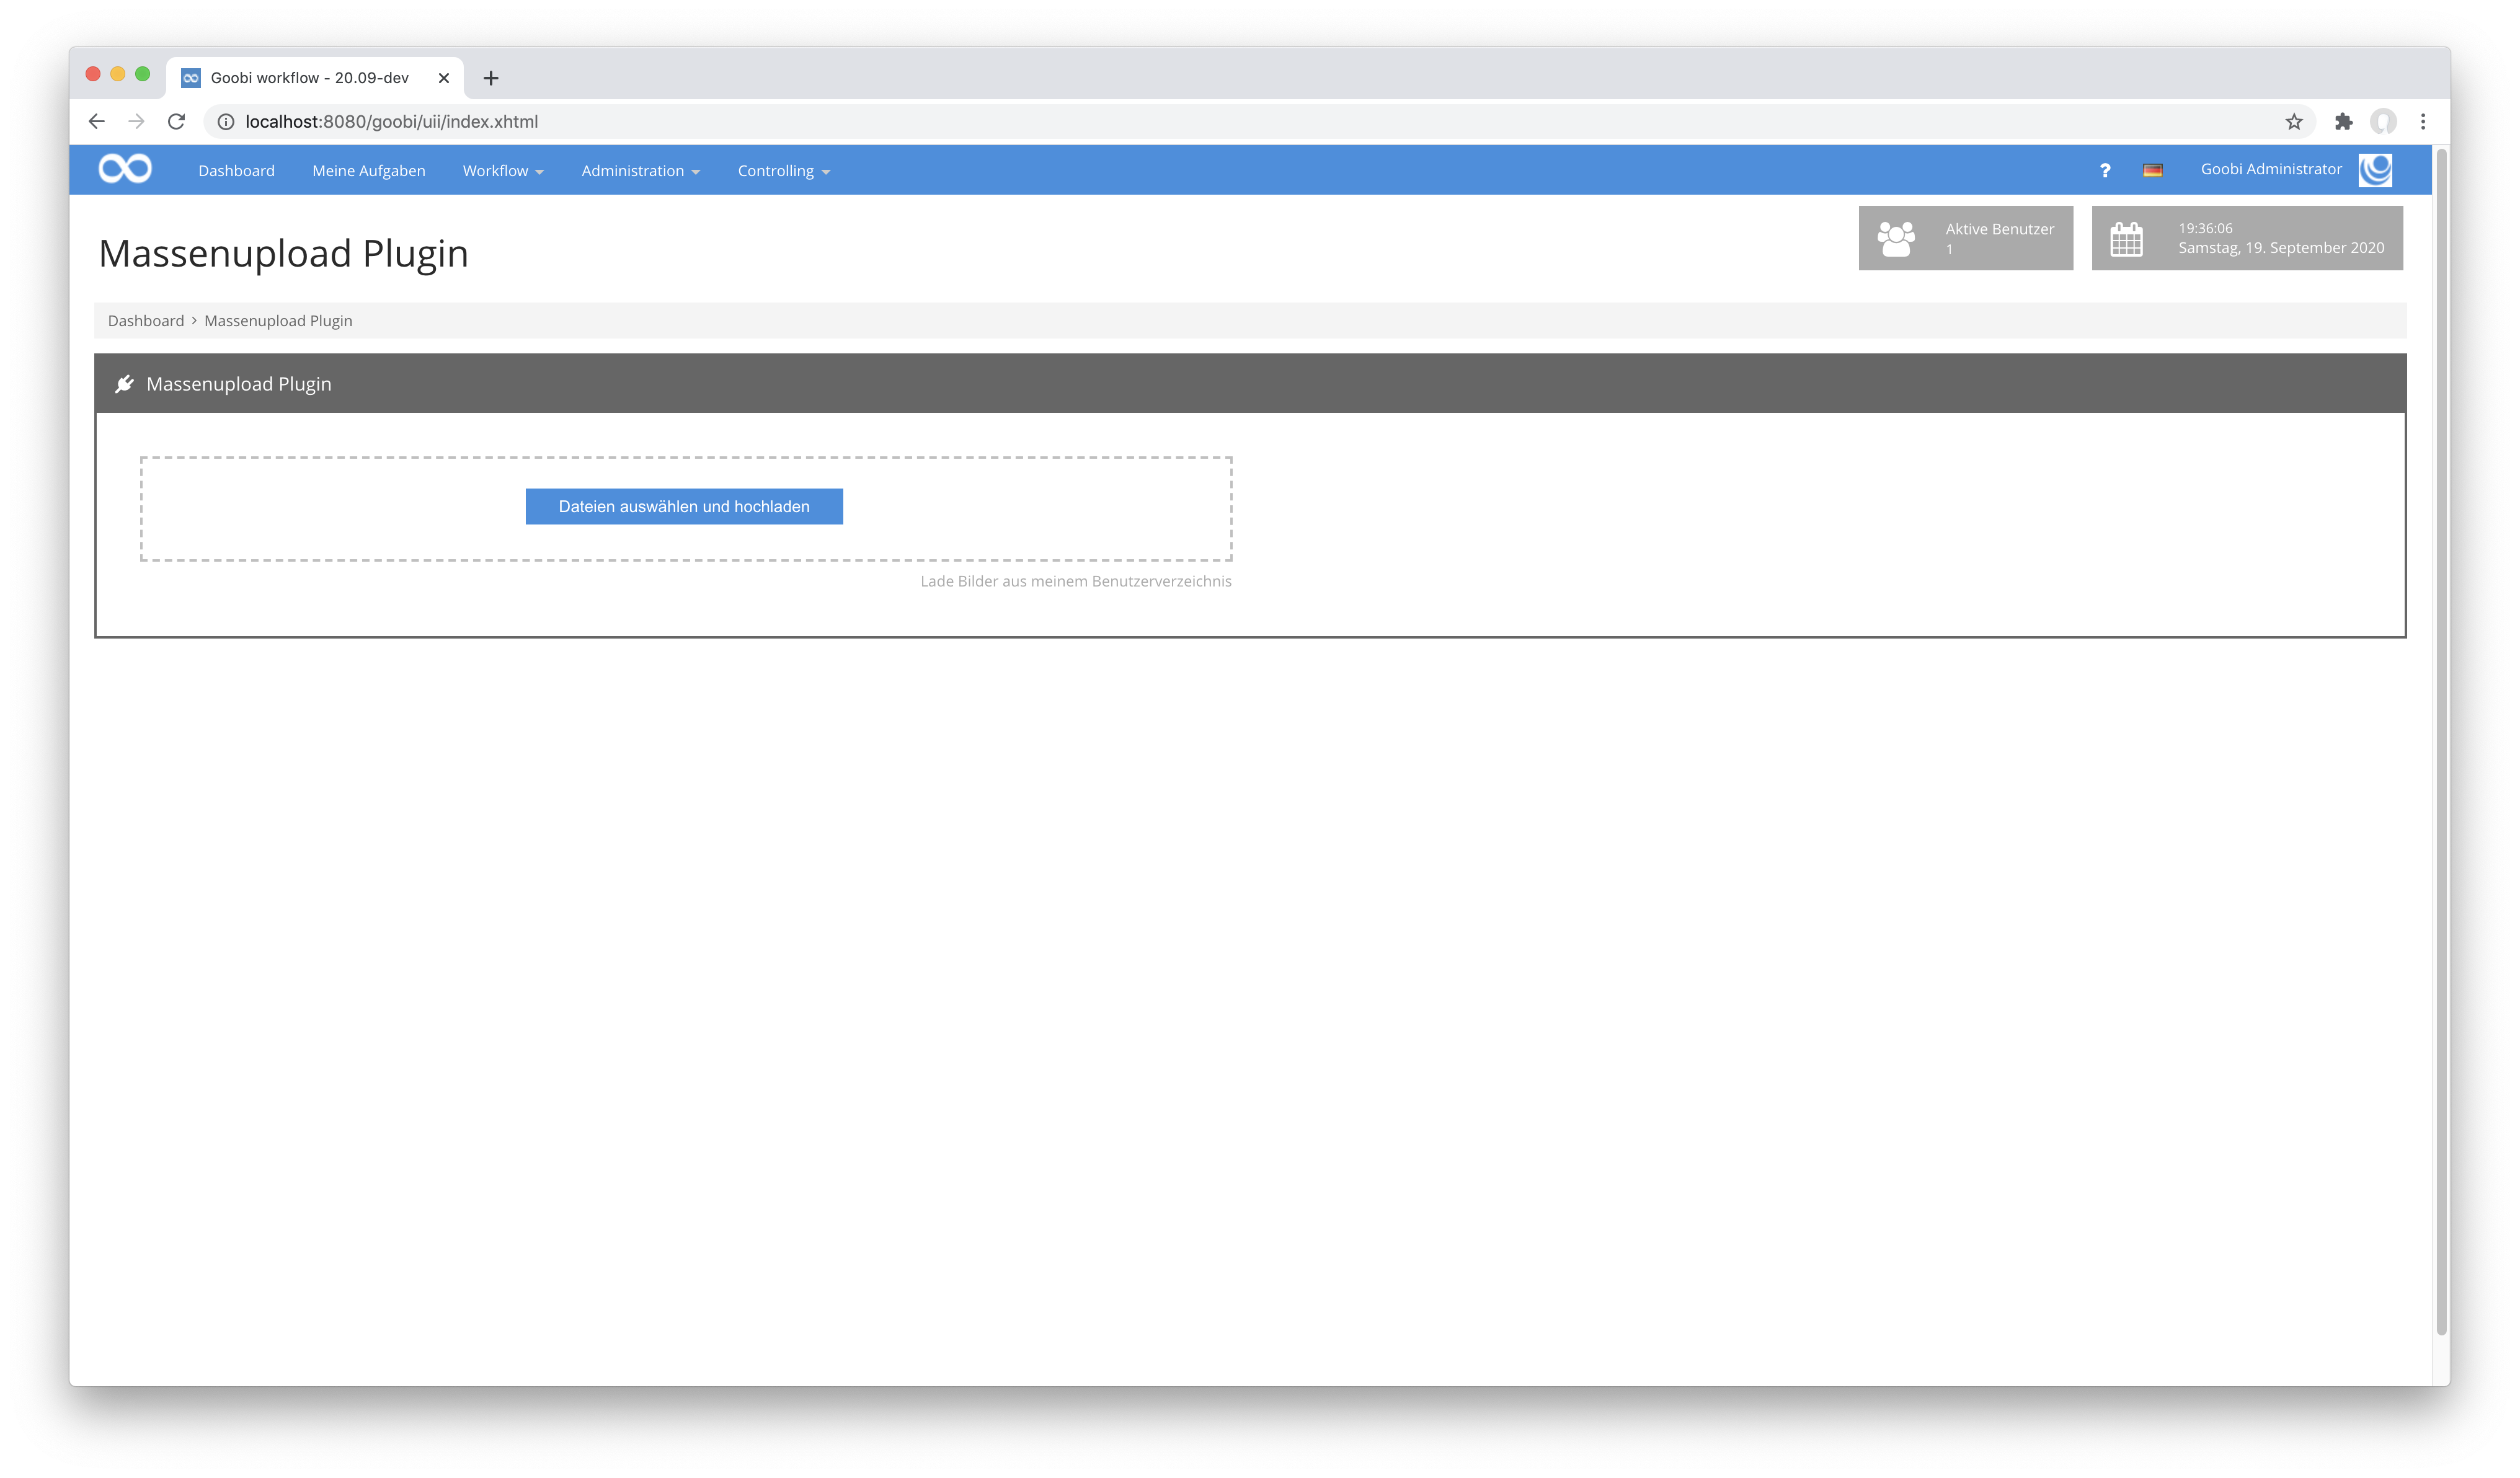 Goobi workflow - 20.09-dev
localhost:8080/goobi/uii/index.xhtml
Dashboard Meine Aufgaben Workflow Administration Controlling ? Goobi Administrator
Massenupload Plugin
Aktive Benutzer
1
19:36:06
Samstag, 19. September 2020
Dashboard › Massenupload Plugin
Massenupload Plugin
Dateien auswählen und hochladen
Lade Bilder aus meinem Benutzerverzeichnis